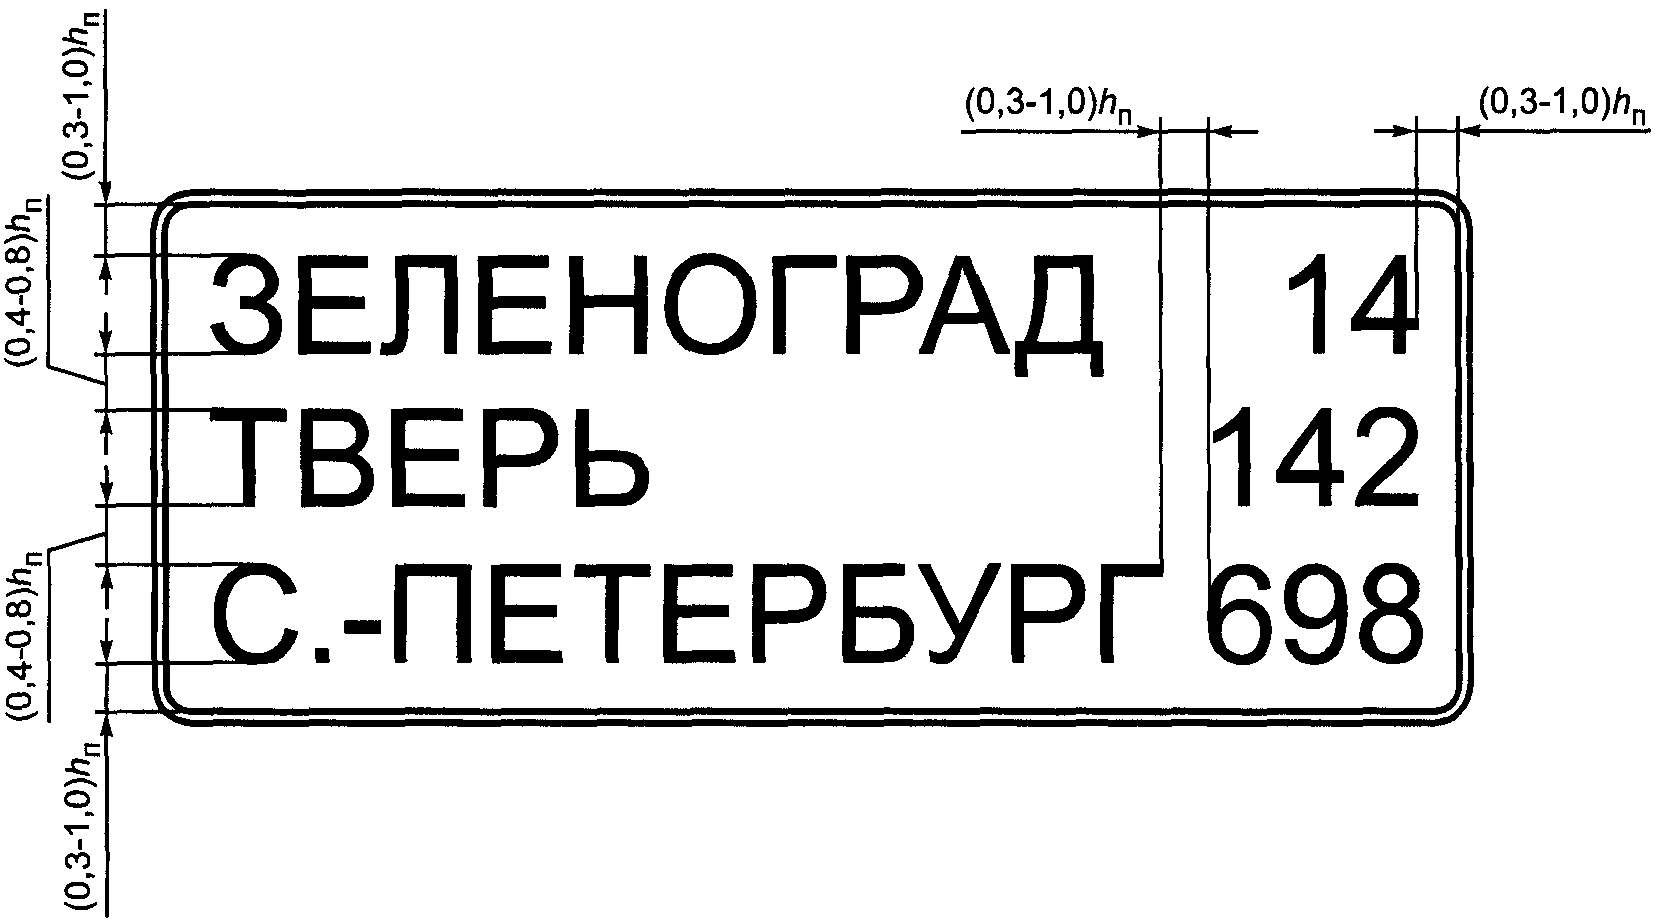 (0,3-1,0)hп
(0,3-1,0)hп (0,3-1,0)hп
(0,4-0,8)hп
ЗЕЛЕНОГРАД 14
ТВЕРЬ 142
С.-ПЕТЕРБУРГ 698
(0,4-0,8)hп
(0,3-1,0)hп